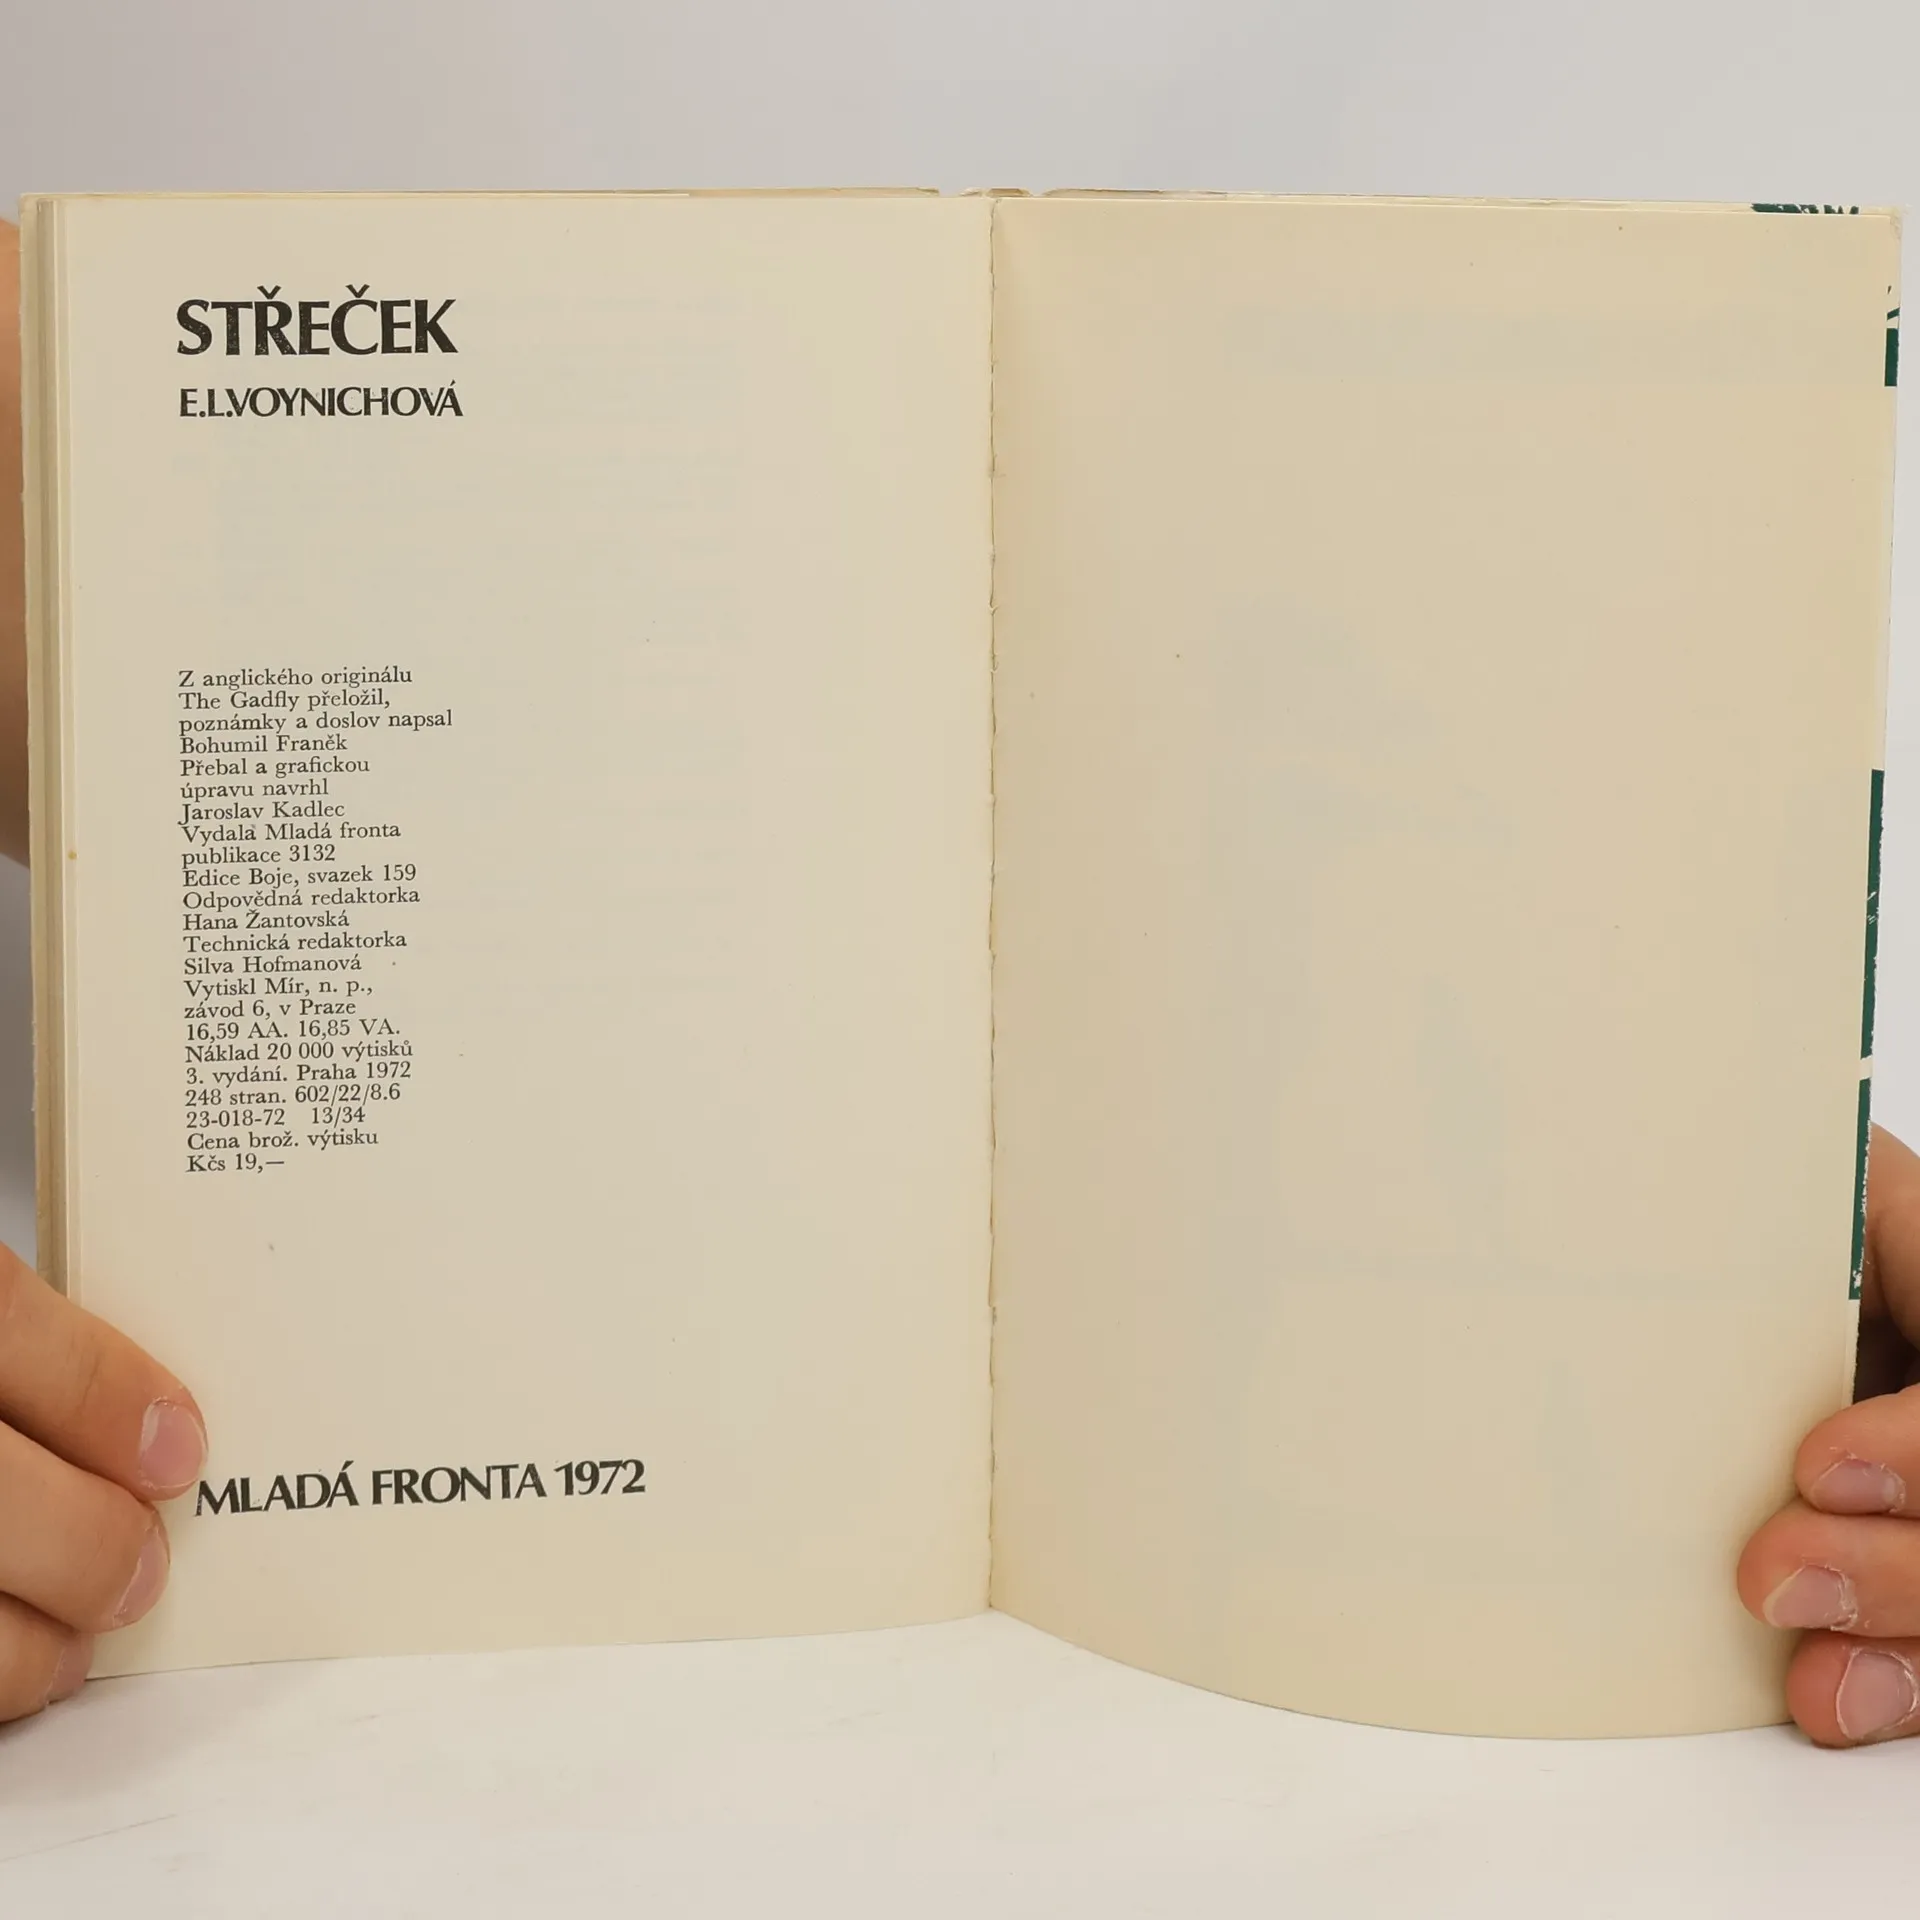 STŘEČEK
E.L.VOYNICHOVÁ
Z anglického originálu
The Gadfly přeložil,
poznámky a doslov napsal
Bohumil Franěk
Přebal a grafickou
úpravu navrhl
Jaroslav Kadlec
Vydala Mladá fronta
publikace 3132
Edice Boje, svazek 159
Odpovědná redaktorka
Hana Žantovská
Technická redaktorka
Silva Hofmanová
Vytiskl Mír, n. p.,
závod 6, v Praze
16,59 AA. 16,85 VA.
Náklad 20 000 výtisků
3. vydání. Praha 1972
248 stran. 602/22/8.6
23-018-72 13/34
Cena brož. výtisku
Kčs 19,—
MLADÁ FRONTA 1972